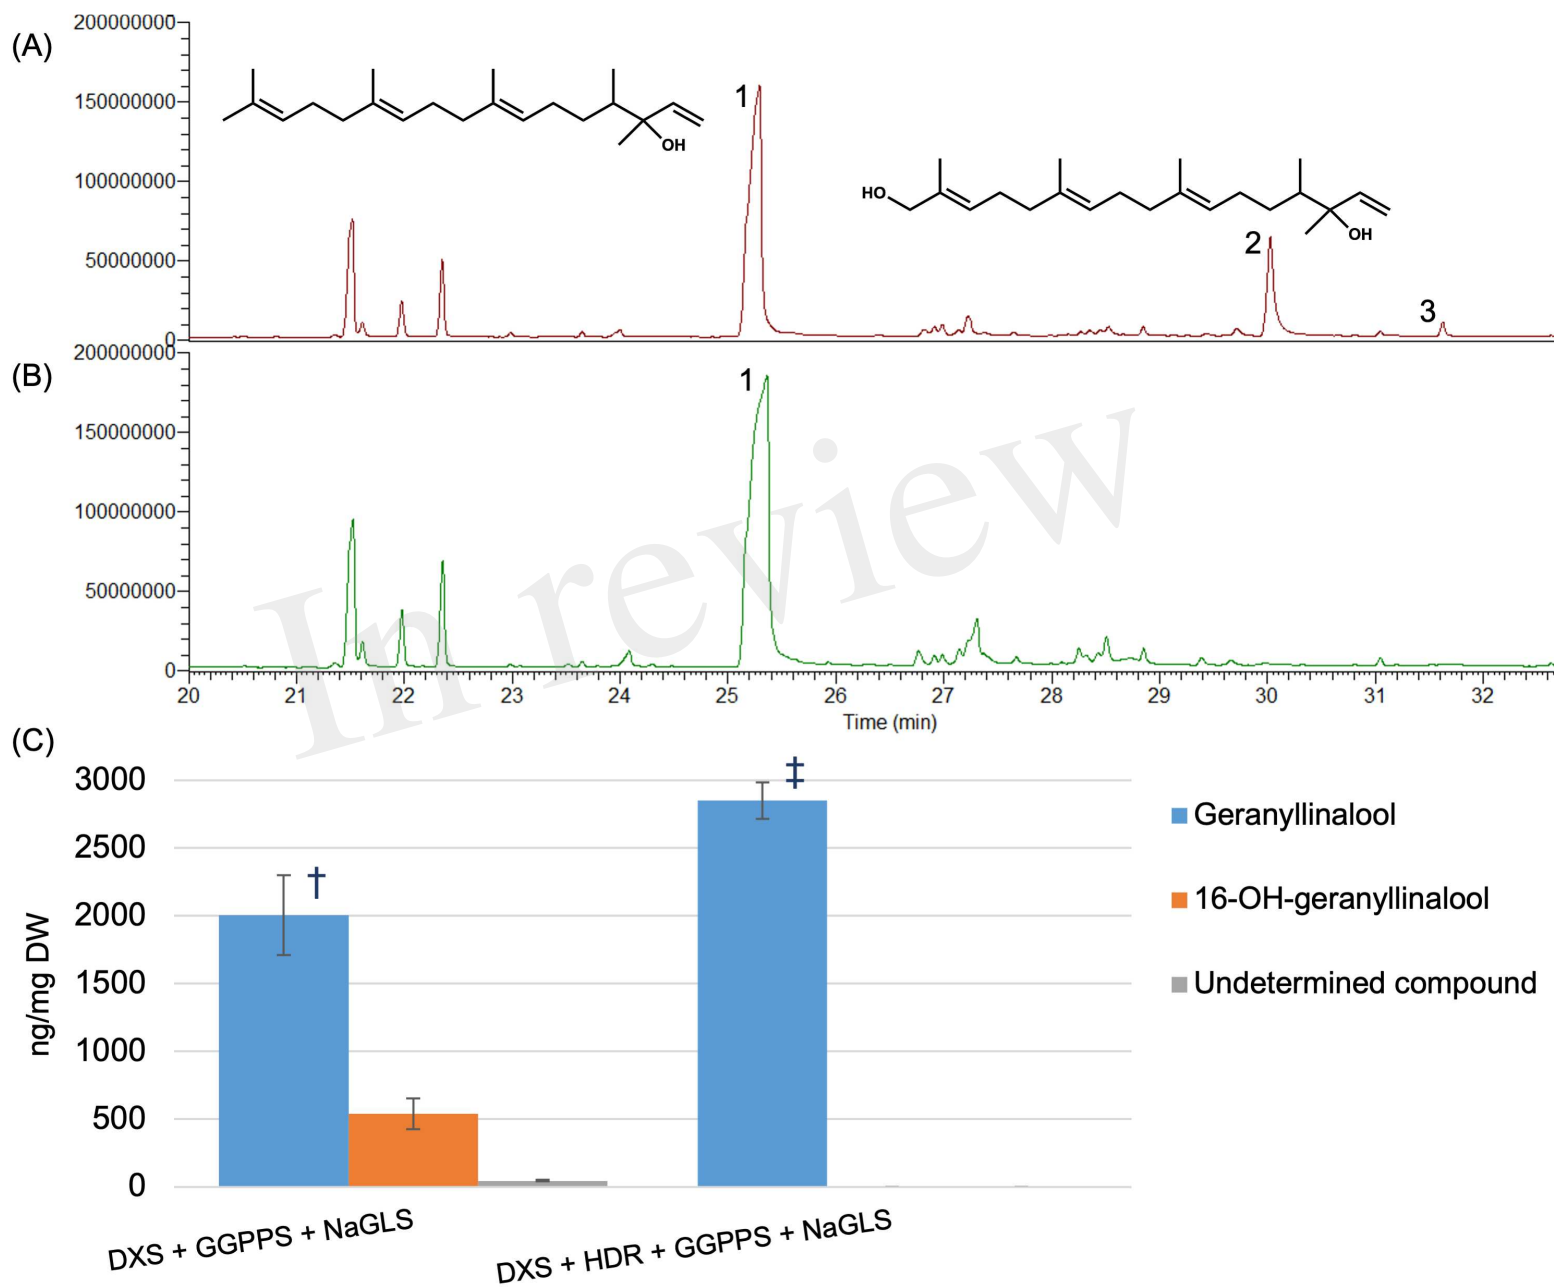 (A)
200000000
150000000
100000000
50000000
0
1
OH
HO
2
OH
3
(B)
200000000
150000000
100000000
50000000
0
1
20 21 22 23 24 25 26 27 28 29 30 31 32
Time (min)
In review
(C)
ng/mg DW
3000
2500
2000
1500
1000
500
0
†
‡
Geranyllinalool
16-OH-geranyllinalool
Undetermined compound
DXS + GGPPS + NaGLS
DXS + HDR + GGPPS + NaGLS